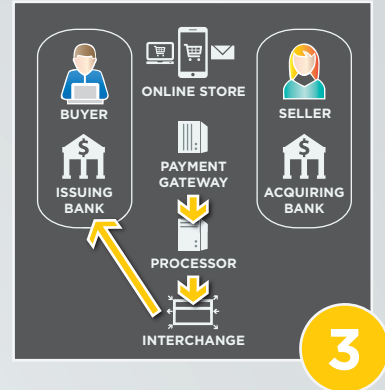 ONLINE STORE
BUYER
SELLER
$
ISSUING
BANK
PAYMENT
GATEWAY
$
ACQUIRING
BANK
PROCESSOR
INTERCHANGE
3